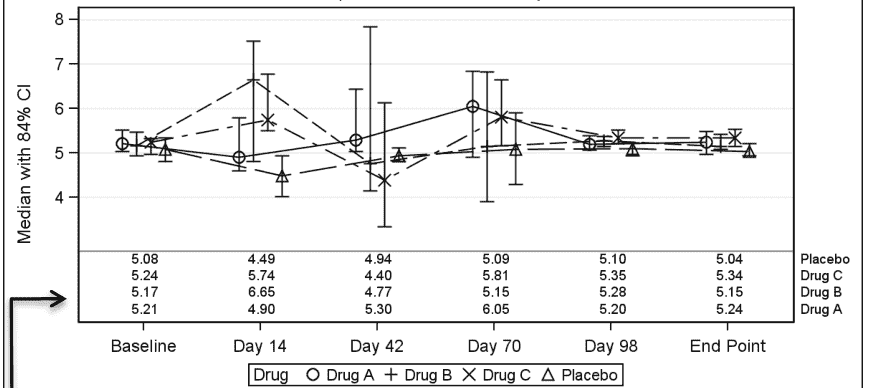 8
7
6
5
4
Median with 84% CI
5.08 4.49 4.94 5.09 5.10 5.04 Placebo
5.24 5.74 4.40 5.81 5.35 5.34 Drug C
5.17 6.65 4.77 5.15 5.28 5.15 Drug B
5.21 4.90 5.30 6.05 5.20 5.24 Drug A
Baseline Day 14 Day 42 Day 70 Day 98 End Point
Drug Drug A Drug B Drug C Placebo